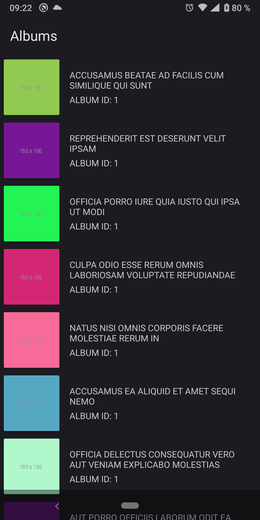 09:22 80 %
Albums
ACCUSAMUS BEATAE AD FACILIS CUM
SIMILIQUE QUI SUNT
ALBUM ID: 1
150 x 150
REPREHENDERIT EST DESERUNT VELIT
IPSAM
ALBUM ID: 1
150 x 150
OFFICIA PORRO IURE QUIA IUSTO QUI IPSA
UT MODI
ALBUM ID: 1
150 x 150
CULPA ODIO ESSE RERUM OMNIS
LABORIOSAM VOLUPTATE REPUDIANDAE
ALBUM ID: 1
150 x 150
NATUS NISI OMNIS CORPORIS FACERE
MOLESTIAE RERUM IN
ALBUM ID: 1
150 x 150
ACCUSAMUS EA ALIQUID ET AMET SEQUI
NEMO
ALBUM ID: 1
150 x 150
OFFICIA DELECTUS CONSEQUATUR VERO
AUT VENIAM EXPLICABO MOLESTIAS
ALBUM ID: 1
150 x 150
AUT PORRO OFFICIIS LABORUM ODIT EA